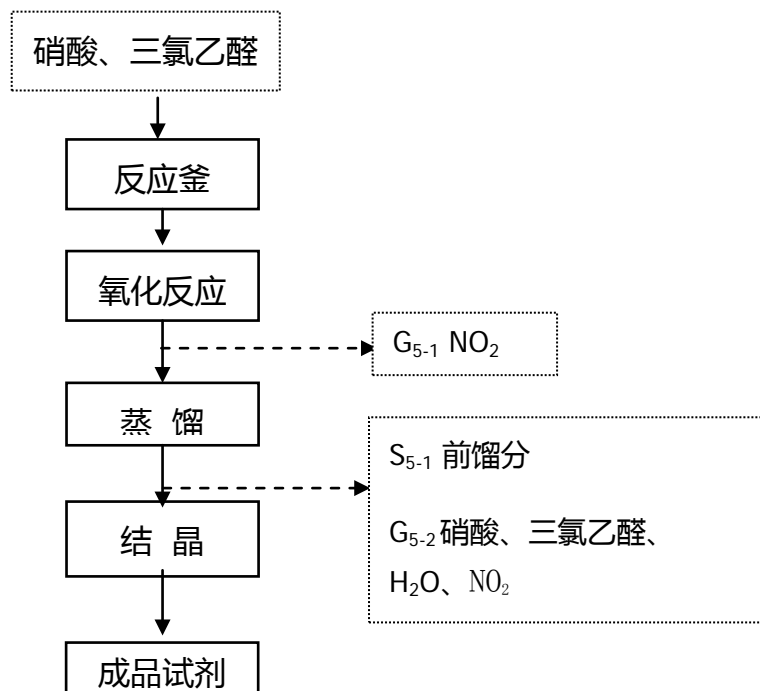 硝酸、三氯乙醛
反应釜
氧化反应
G₅₋₁ NO₂
蒸 馏
S₅₋₁ 前馏分
G₅₋₂ 硝酸、三氯乙醛、
H₂O、NO₂
结 晶
成品试剂